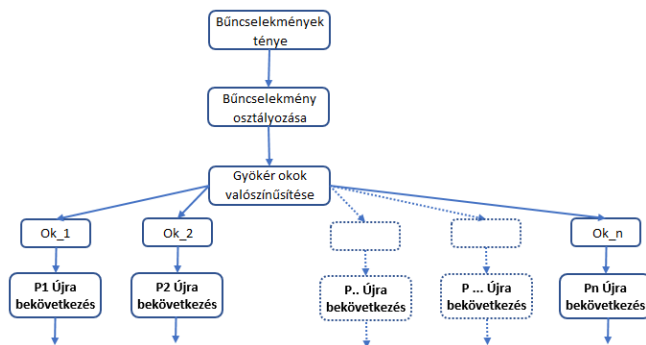 Bűncselekmények
ténye
Bűncselekmény
osztályozása
Gyökér okok
valószínűsítése
Ok_1
Ok_2
Ok_n
P1 Újra
bekövetkezés
P2 Újra
bekövetkezés
P.. Újra
bekövetkezés
P ... Újra
bekövetkezés
Pn Újra
bekövetkezés